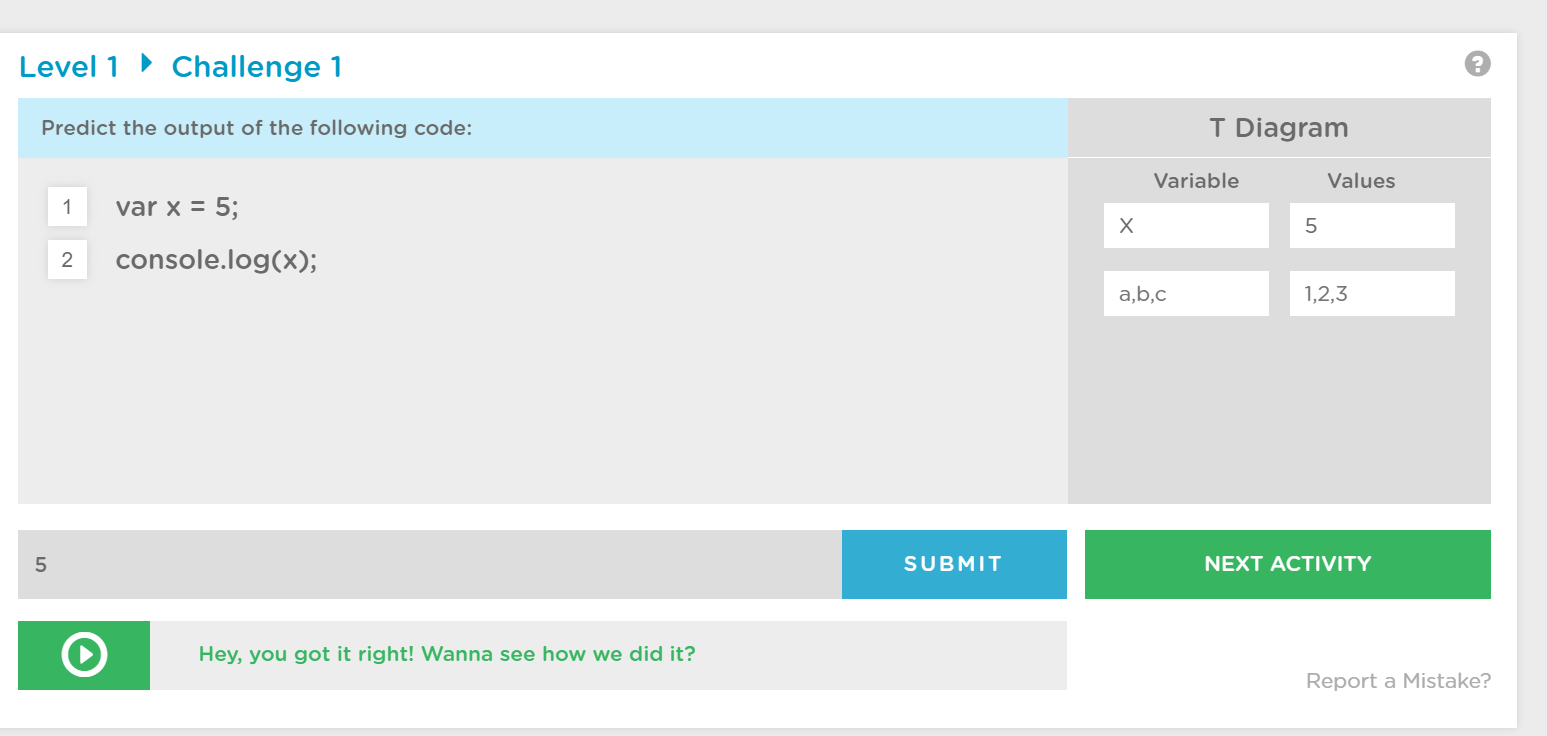 Level 1 Challenge 1
?
Predict the output of the following code:
1 var x = 5;
2 console.log(x);
T Diagram
Variable Values
X 5
a,b,c 1,2,3
5
SUBMIT
NEXT ACTIVITY
Hey, you got it right! Wanna see how we did it?
Report a Mistake?